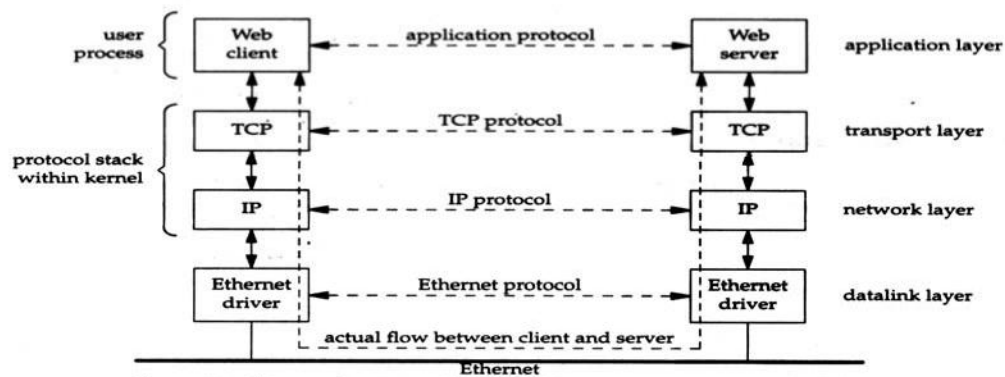 user
process
Web
client
application protocol
Web
server
application layer
TCP
TCP protocol
TCP
transport layer
protocol stack
within kernel
IP
IP protocol
IP
network layer
Ethernet
driver
Ethernet protocol
Ethernet
driver
datalink layer
actual flow between client and server
Ethernet